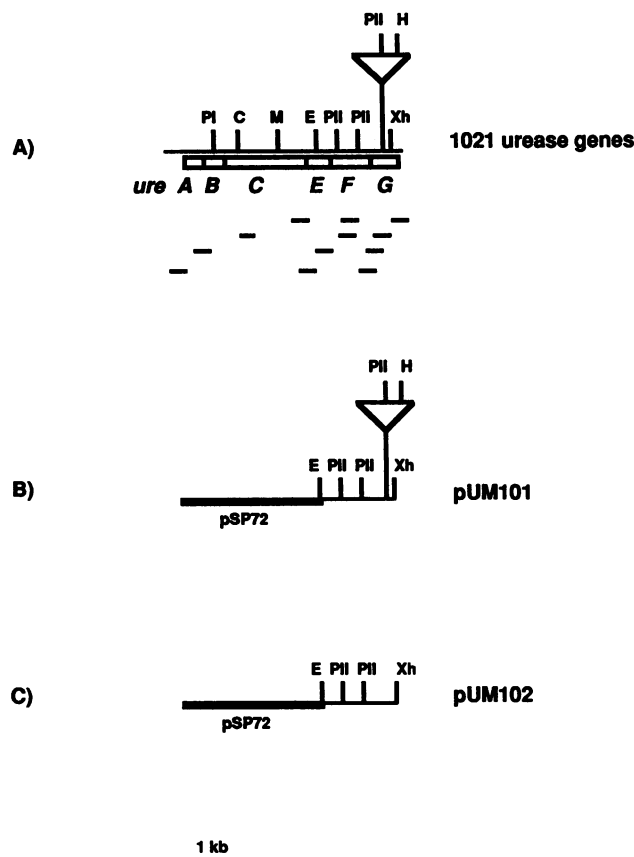 PII H
PI C M E PII PII Xh
A) 1021 urease genes
ure A B C E F G
PII H
E PII PII Xh
B) pUM101
pSP72
E PII PII Xh
C) pUM102
pSP72
1 kb